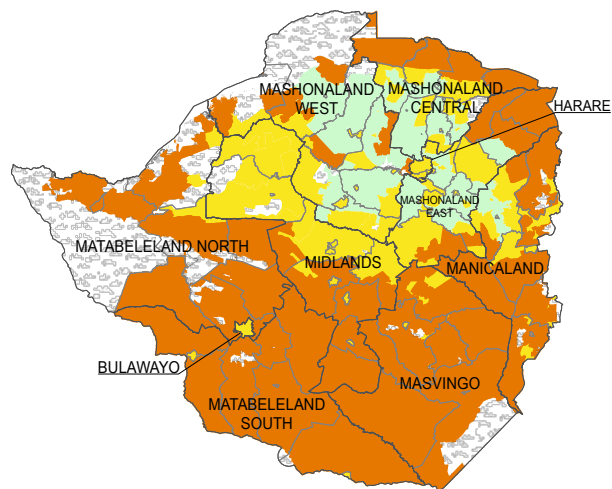 MASHONALAND
WEST
MASHONALAND
CENTRAL
HARARE
MASHONALAND
EAST
MATABELELAND NORTH
MIDLANDS
MANICALAND
BULAWAYO
MASVINGO
MATABELELAND
SOUTH